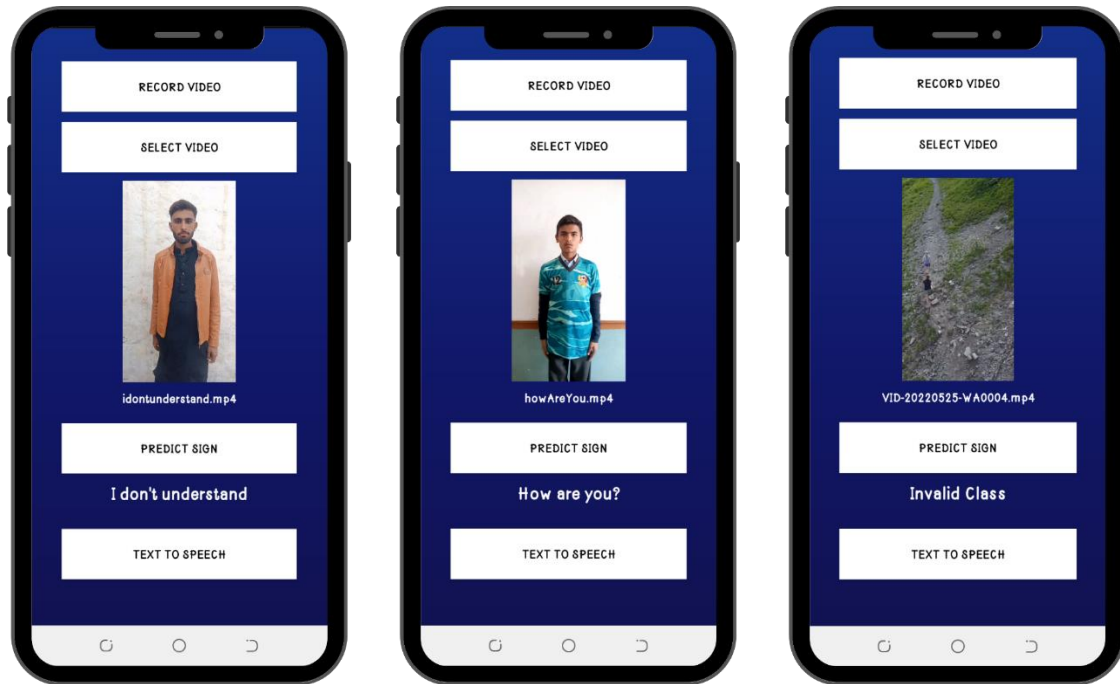 RECORD VIDEO
SELECT VIDEO
idontunderstand.mp4
PREDICT SIGN
I don't understand
TEXT TO SPEECH
RECORD VIDEO
SELECT VIDEO
howAreYou.mp4
PREDICT SIGN
How are you?
TEXT TO SPEECH
RECORD VIDEO
SELECT VIDEO
VID-20220525-WA0004.mp4
PREDICT SIGN
Invalid Class
TEXT TO SPEECH